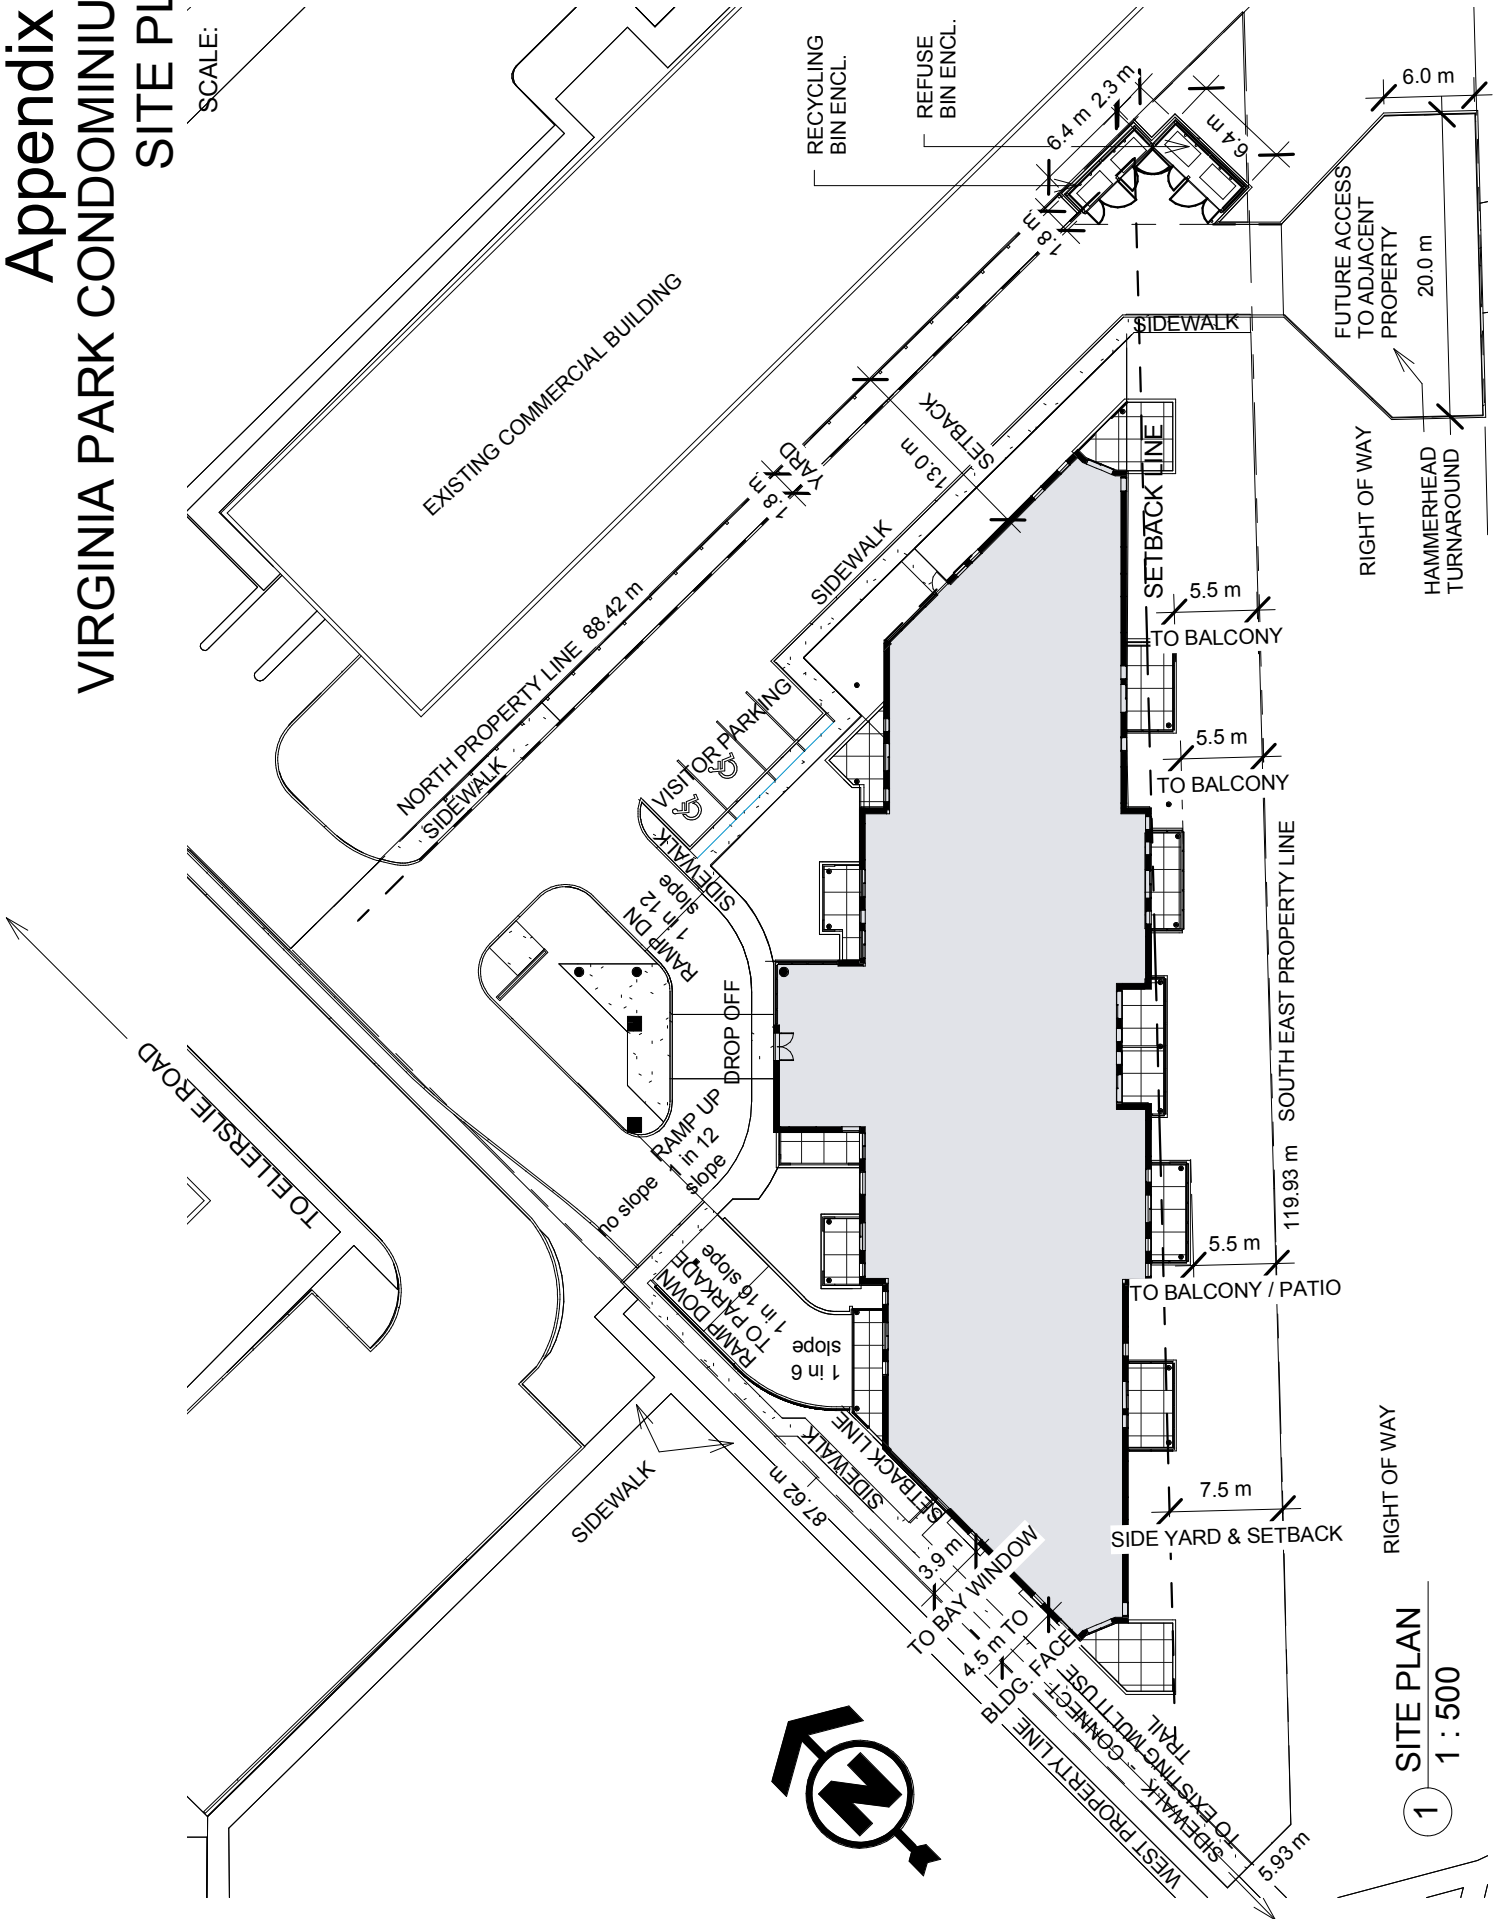 Appendix
VIRGINIA PARK CONDOMINIU
SITE PL
SCALE:
RECYCLING
BIN ENCL.
REFUSE
BIN ENCL.
6.4 m
2.3 m
6.4 m
6.0 m
1.8 m
EXISTING COMMERCIAL BUILDING
FUTURE ACCESS
TO ADJACENT
PROPERTY
20.0 m
SIDEWALK
HAMMERHEAD
TURNAROUND
RIGHT OF WAY
YARD
SETBACK
13.0 m
1.8 m
SIDEWALK
NORTH PROPERTY LINE 88.42 m
SIDEWALK
VISITOR PARKING
SIDEWALK
SETBACK LINE
5.5 m
TO BALCONY
5.5 m
TO BALCONY
RAMP DN
1 in 12
slope
DROP OFF
TO ELLERSLIE ROAD
RAMP UP
1 in 12
slope
no slope
RAMP DOWN
TO PARKADE
1 in 16 slope
1 in 6
slope
119.93 m SOUTH EAST PROPERTY LINE
5.5 m
TO BALCONY / PATIO
SIDEWALK
87.62 m
SIDEWALK
SETBACK LINE
3.9 m
TO BAY WINDOW
4.5 m TO
BLDG. FACE
7.5 m
SIDE YARD & SETBACK
RIGHT OF WAY
WEST PROPERTY LINE
SIDEWALK - CONNECT
TO EXISTING MULTI USE
TRAIL
5.93 m
N
1
SITE PLAN
1 : 500